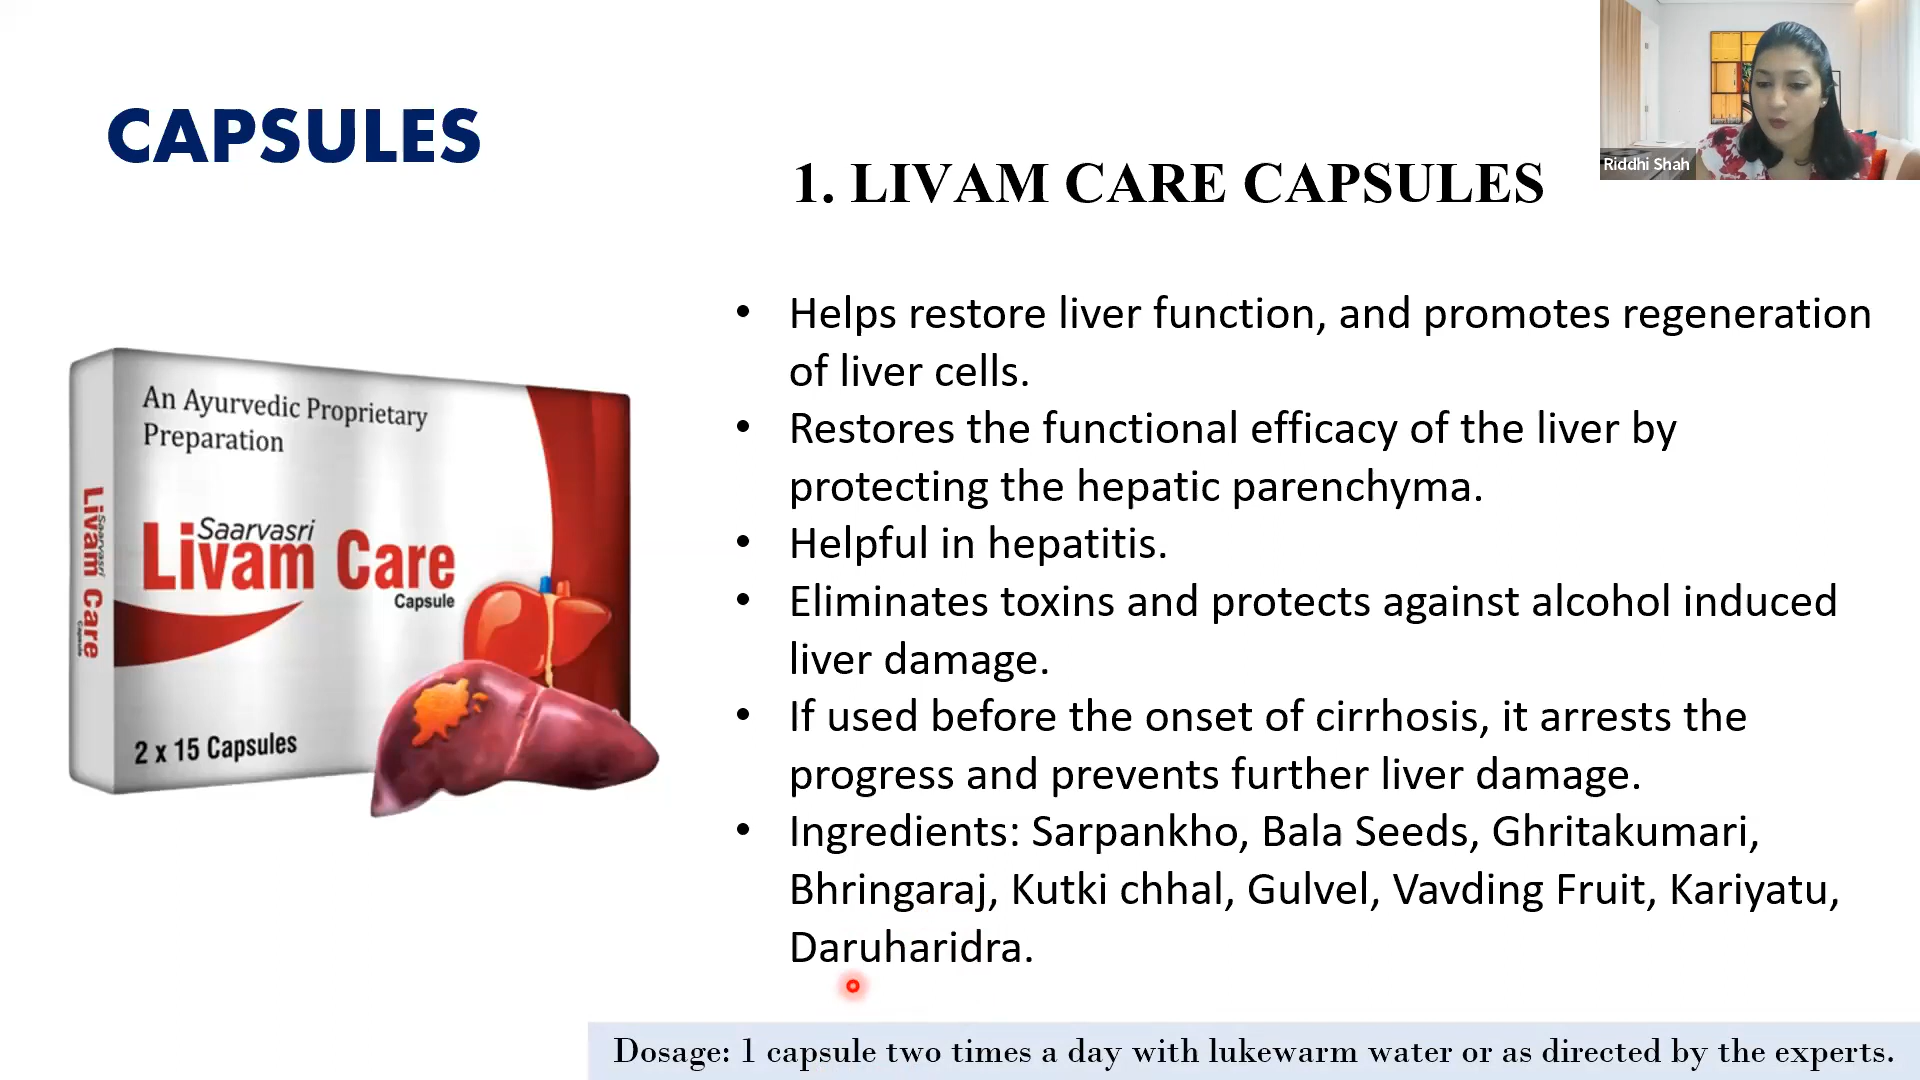 CAPSULES
Riddhi Shah
1. LIVAM CARE CAPSULES
An Ayurvedic Proprietary
Preparation
Saarvasri
Livam Care
Capsule
2 x 15 Capsules
Saarvasri
Livam Care
Capsule
• Helps restore liver function, and promotes regeneration
of liver cells.
• Restores the functional efficacy of the liver by
protecting the hepatic parenchyma.
• Helpful in hepatitis.
• Eliminates toxins and protects against alcohol induced
liver damage.
• If used before the onset of cirrhosis, it arrests the
progress and prevents further liver damage.
• Ingredients: Sarpankho, Bala Seeds, Ghritakumari,
Bhringaraj, Kutki chhal, Gulvel, Vavding Fruit, Kariyatu,
Daruharidra.
Dosage: 1 capsule two times a day with lukewarm water or as directed by the experts.